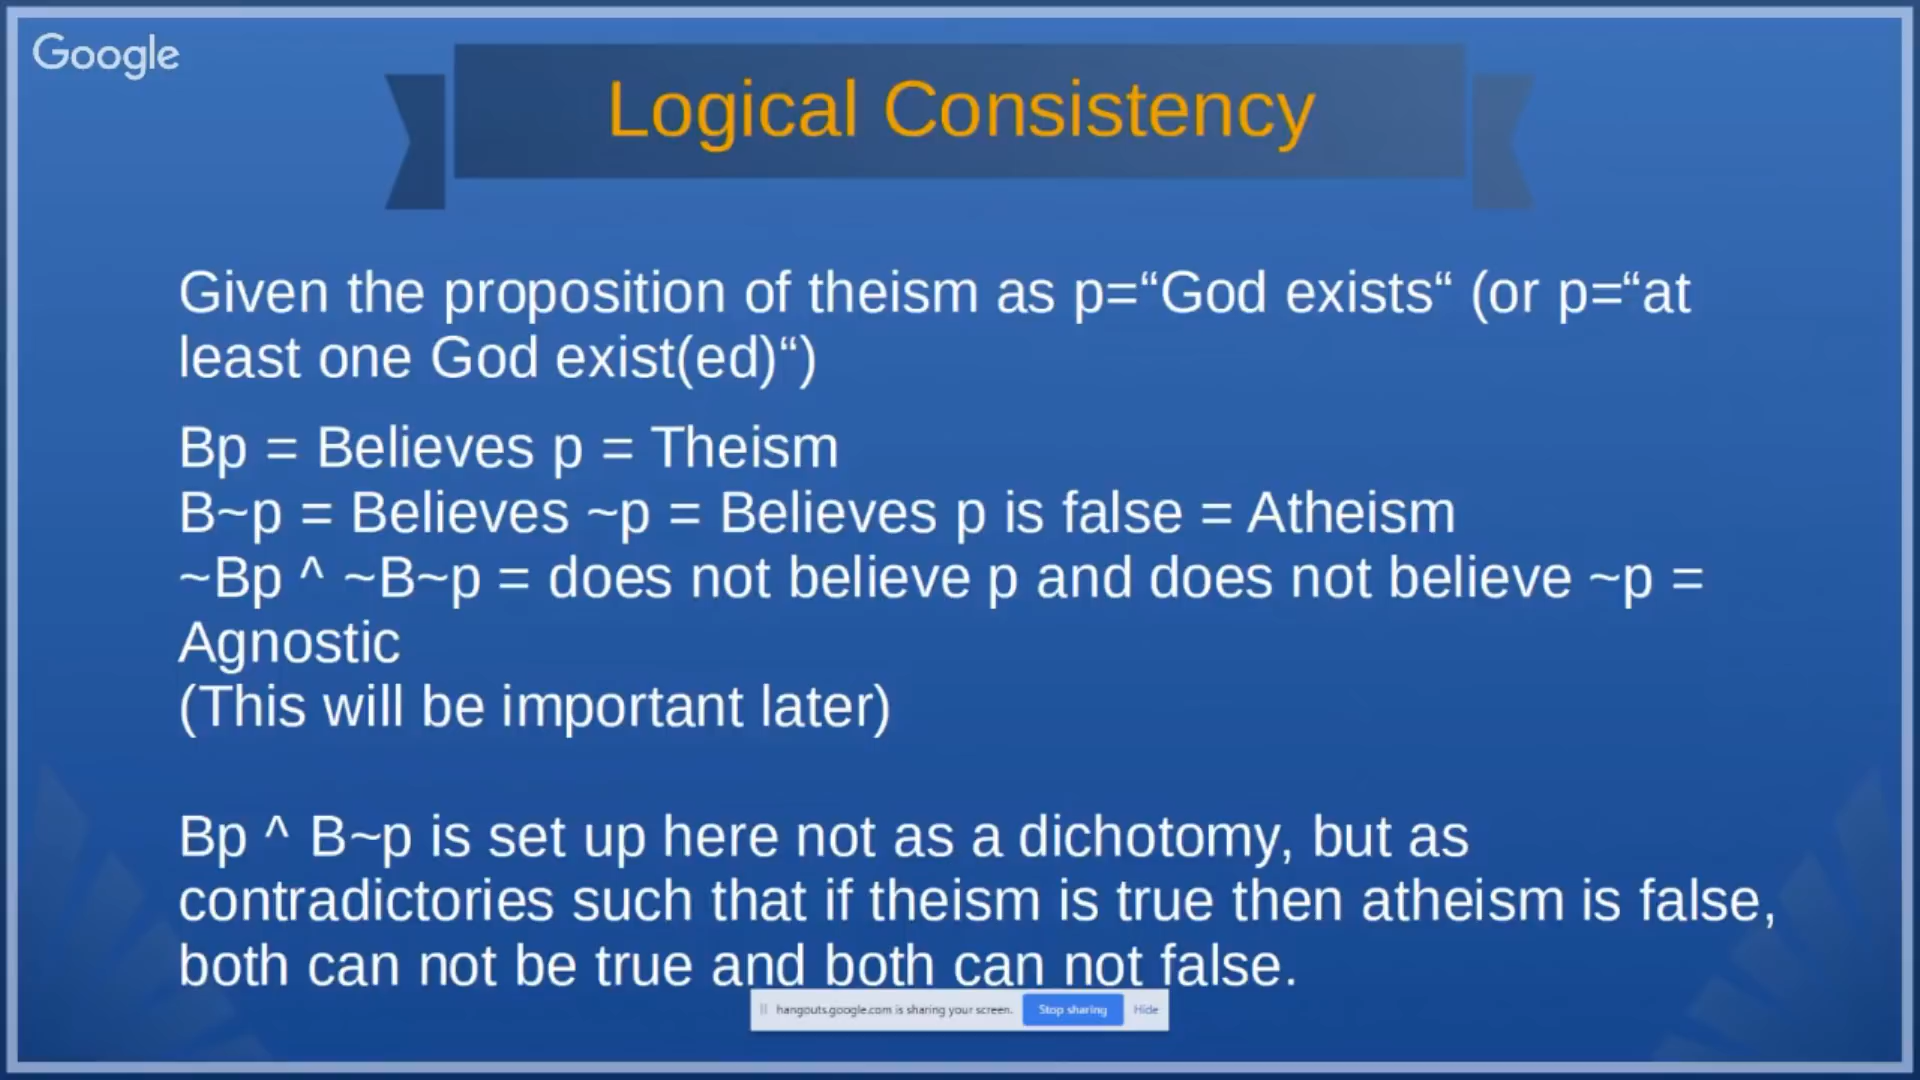 Google
Logical Consistency
Given the proposition of theism as p=“God exists“ (or p=“at
least one God exist(ed)“)
Bp = Believes p = Theism
B~p = Believes ~p = Believes p is false = Atheism
~Bp ^ ~B~p = does not believe p and does not believe ~p =
Agnostic
(This will be important later)
Bp ^ B~p is set up here not as a dichotomy, but as
contradictories such that if theism is true then atheism is false,
both can not be true and both can not false.
hangouts.google.com is sharing your screen. Stop sharing Hide